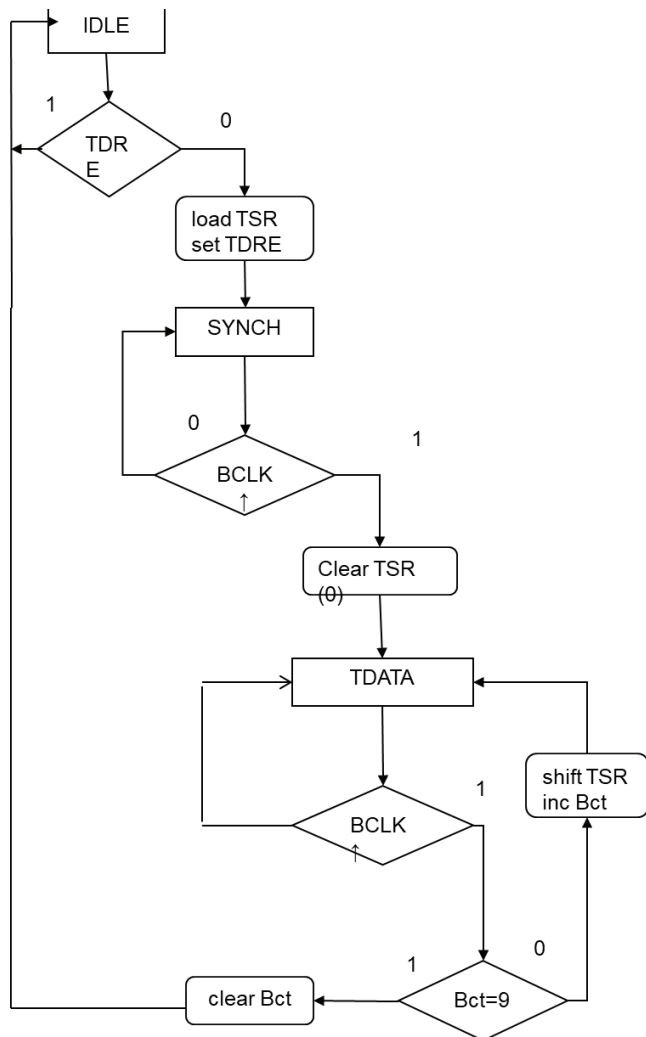 IDLE
1
0
TDR
E
load TSR
set TDRE
SYNCH
0
1
BCLK
↑
Clear TSR
(0)
TDATA
1
shift TSR
inc Bct
BCLK
↑
0
1
clear Bct
Bct=9